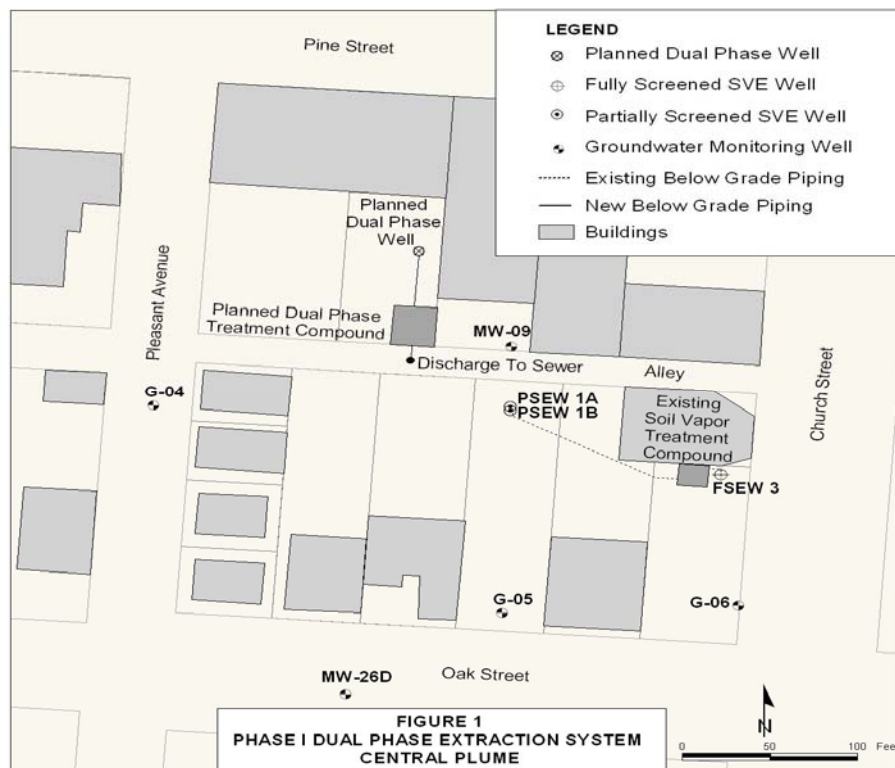 Pine Street
LEGEND
Planned Dual Phase Well
Fully Screened SVE Well
Partially Screened SVE Well
Groundwater Monitoring Well
Existing Below Grade Piping
New Below Grade Piping
Buildings
Planned
Dual Phase
Well
Pleasant Avenue
Planned Dual Phase
Treatment Compound
MW-09
Discharge To Sewer
Alley
Church Street
G-04
PSEW 1A
PSEW 1B
Existing
Soil Vapor
Treatment
Compound
FSEW 3
G-05
G-06
MW-26D
Oak Street
FIGURE 1
PHASE I DUAL PHASE EXTRACTION SYSTEM
CENTRAL PLUME
N
0 50 100 Fee